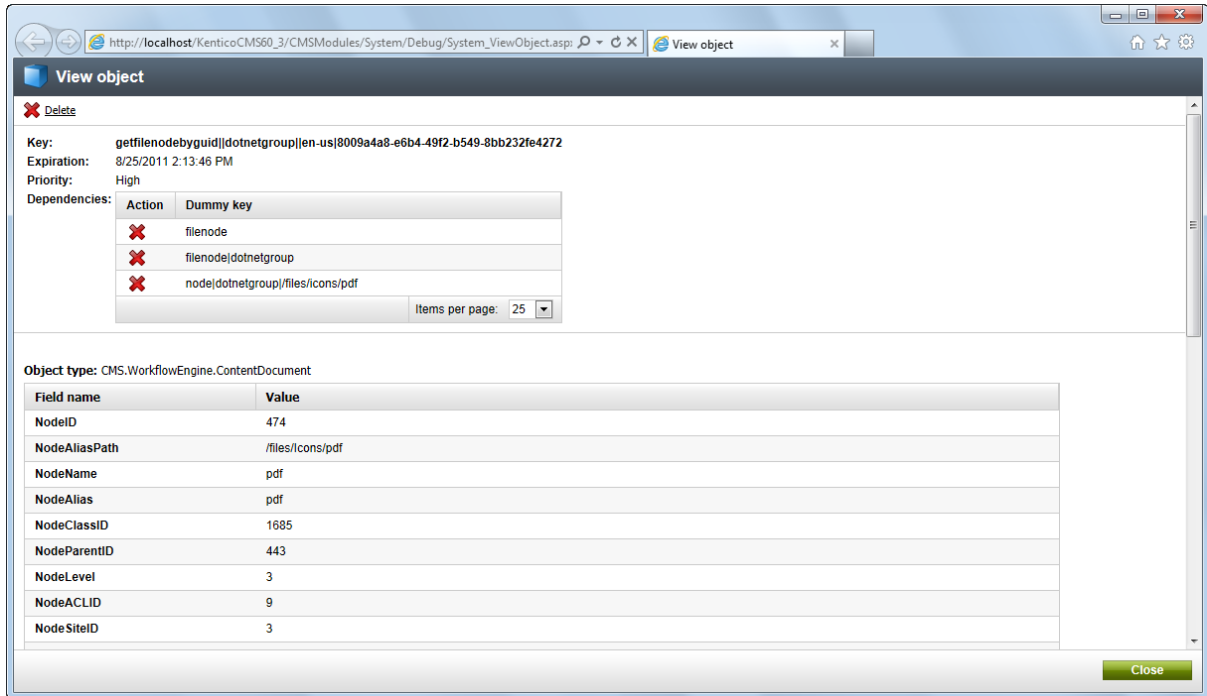 http://localhost/KenticoCMS60_3/CMSModules/System/Debug/System_ViewObject.asp: View object
View object
Delete
Key: getfilenodebyguid||dotnetgroup||en-us|8009a4a8-e6b4-49f2-b549-8bb232fe4272
Expiration: 8/25/2011 2:13:46 PM
Priority: High
Dependencies: Action Dummy key
filenode
filenode|dotnetgroup
node|dotnetgroup|/files/icons/pdf
Items per page: 25
Object type: CMS.WorkflowEngine.ContentDocument
Field name Value
NodeID 474
NodeAliasPath /files/Icons/pdf
NodeName pdf
NodeAlias pdf
NodeClassID 1685
NodeParentID 443
NodeLevel 3
NodeACLID 9
NodeSiteID 3
Close